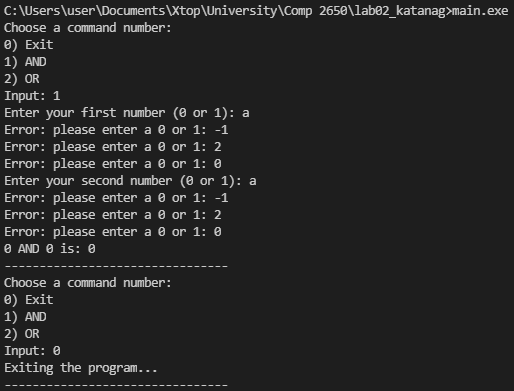 C:\Users\user\Documents\Xtop\University\Comp 2650\lab02_katanag>main.exe
Choose a command number:
0) Exit
1) AND
2) OR
Input: 1
Enter your first number (0 or 1): a
Error: please enter a 0 or 1: -1
Error: please enter a 0 or 1: 2
Error: please enter a 0 or 1: 0
Enter your second number (0 or 1): a
Error: please enter a 0 or 1: -1
Error: please enter a 0 or 1: 2
Error: please enter a 0 or 1: 0
0 AND 0 is: 0
--------------------------------
Choose a command number:
0) Exit
1) AND
2) OR
Input: 0
Exiting the program...
--------------------------------